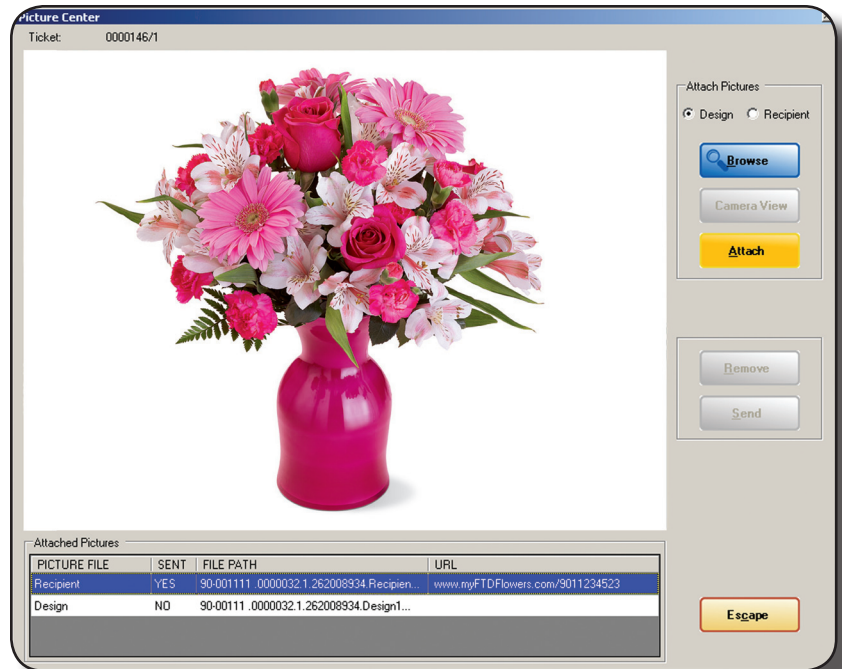 Picture Center
Ticket: 0000146/1
Attach Pictures
Design Recipient
Browse
Camera View
Attach
Remove
Send
Attached Pictures
PICTURE FILE SENT FILE PATH URL
Recipient YES 90-001111 .0000032.1.262008934.Recipien... www.myFTDFlowers.com/9011234523
Design NO 90-00111 .0000032.1.262008934.Design1...
Escape